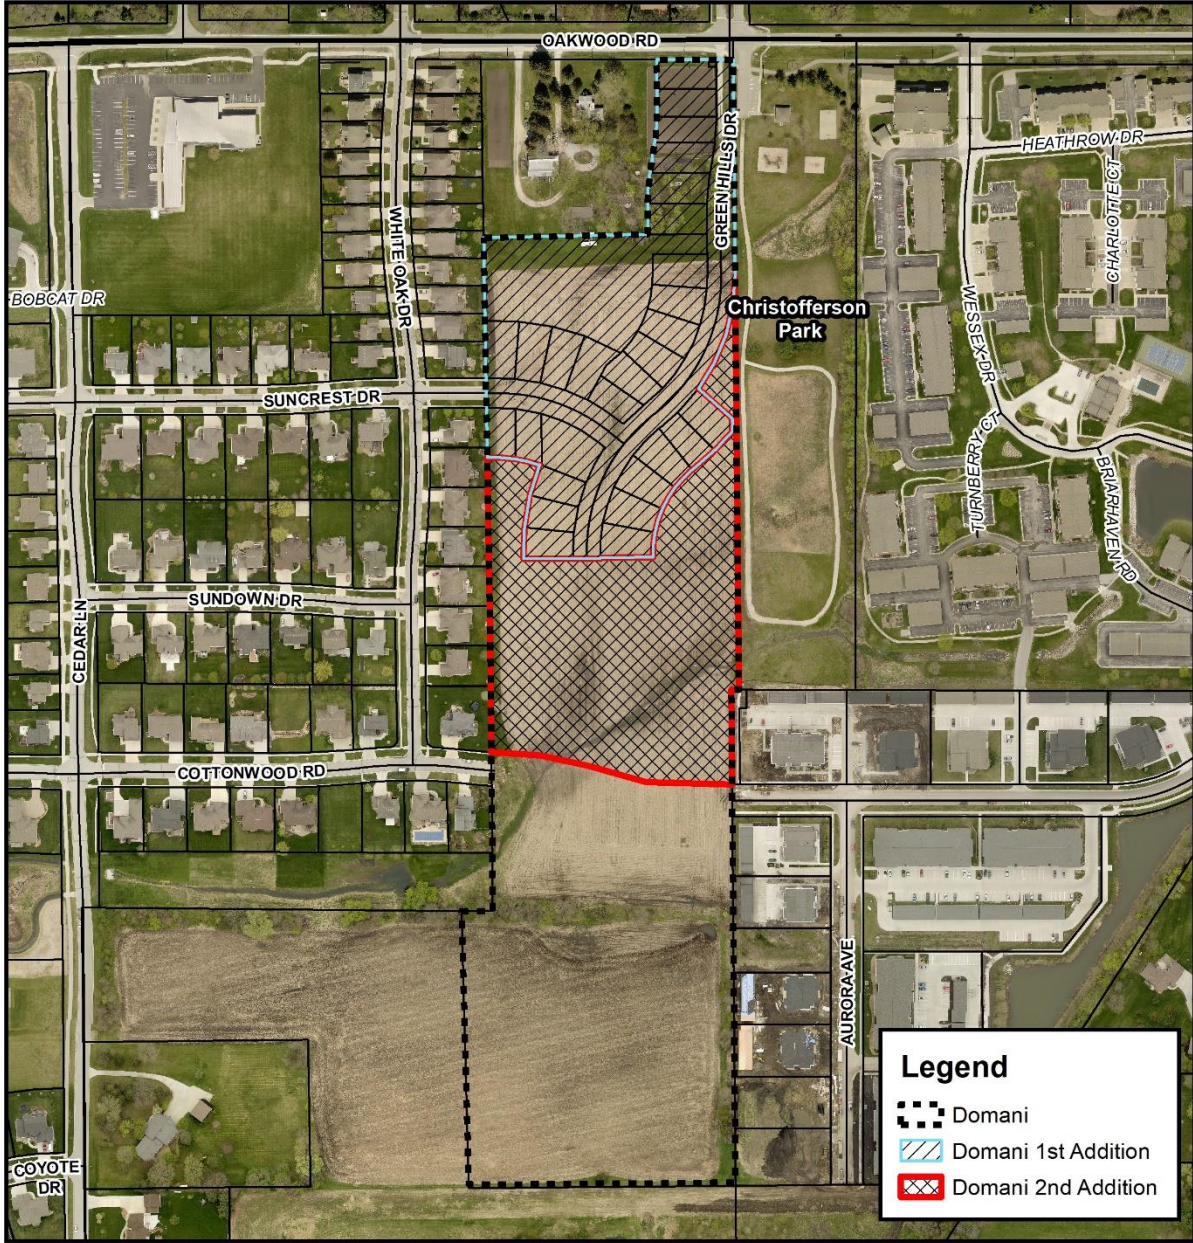 OAKWOOD RD
GREEN HILLS DR
HEATHROW DR
CHARLOTTE CT
WHITE OAK DR
BOBCAT DR
Christofferson
Park
WESSEX DR
SUNCREST DR
TURNBERRY CT
BRIARHAVEN RD
SUNDOWN DR
CEDAR LN
COTTONWOOD RD
AURORA AVE
COYOTE
DR
Legend
Domani
Domani 1st Addition
Domani 2nd Addition